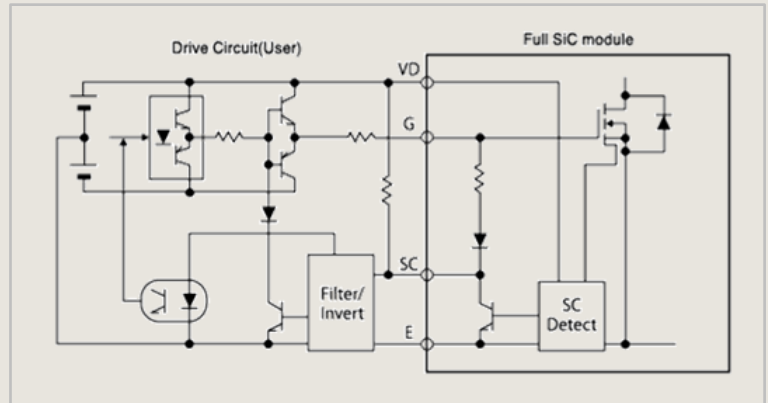 Drive Circuit(User)
Full SiC module
VD
G
SC
Filter/
Invert
SC
Detect
E